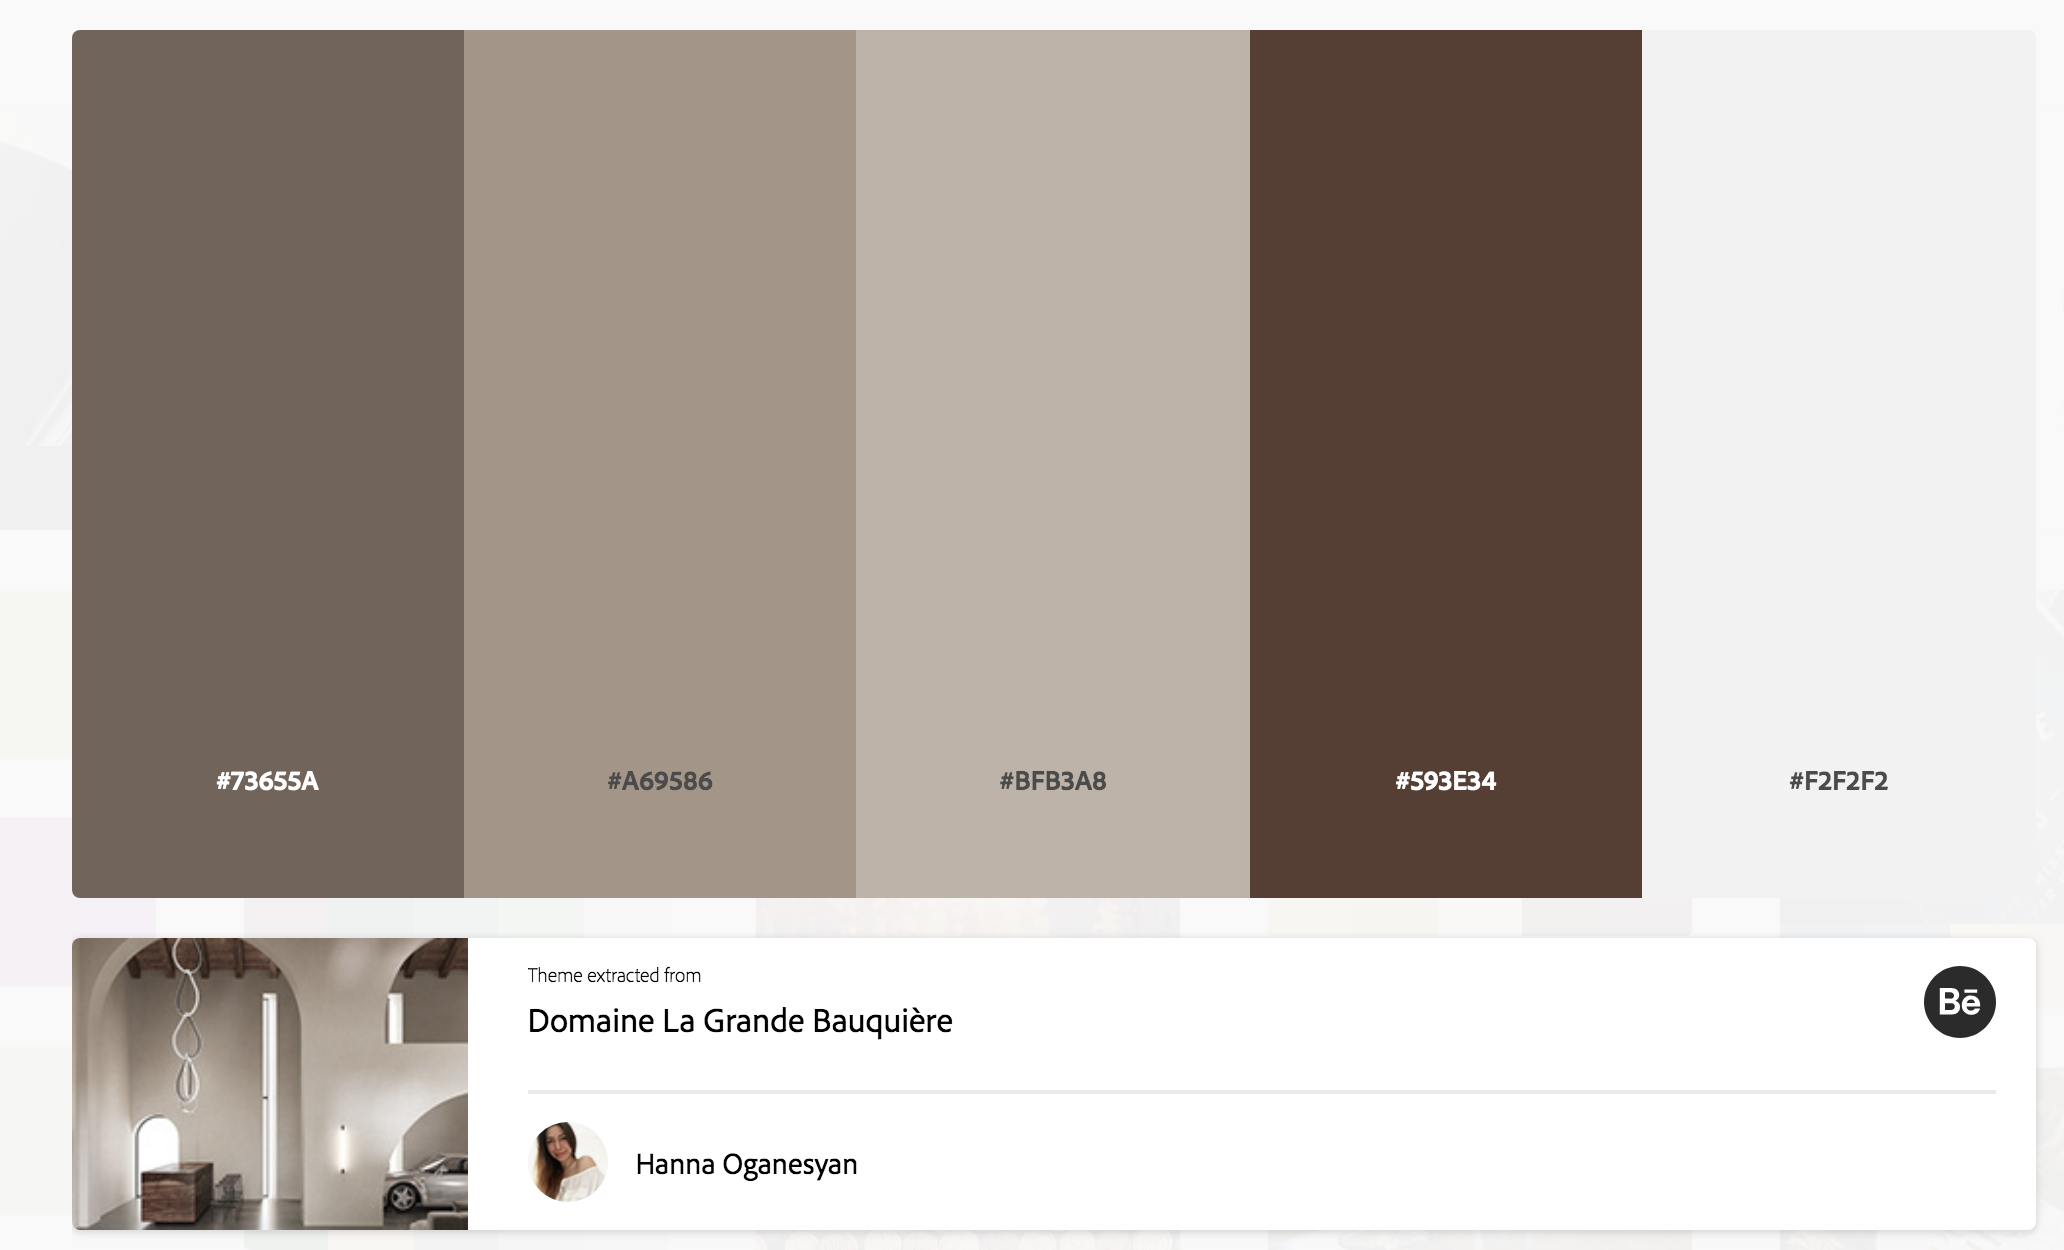 #73655A
#A69586
#BFB3A8
#593E34
#F2F2F2
Theme extracted from
Domaine La Grande Bauquière
Bē
Hanna Oganesyan